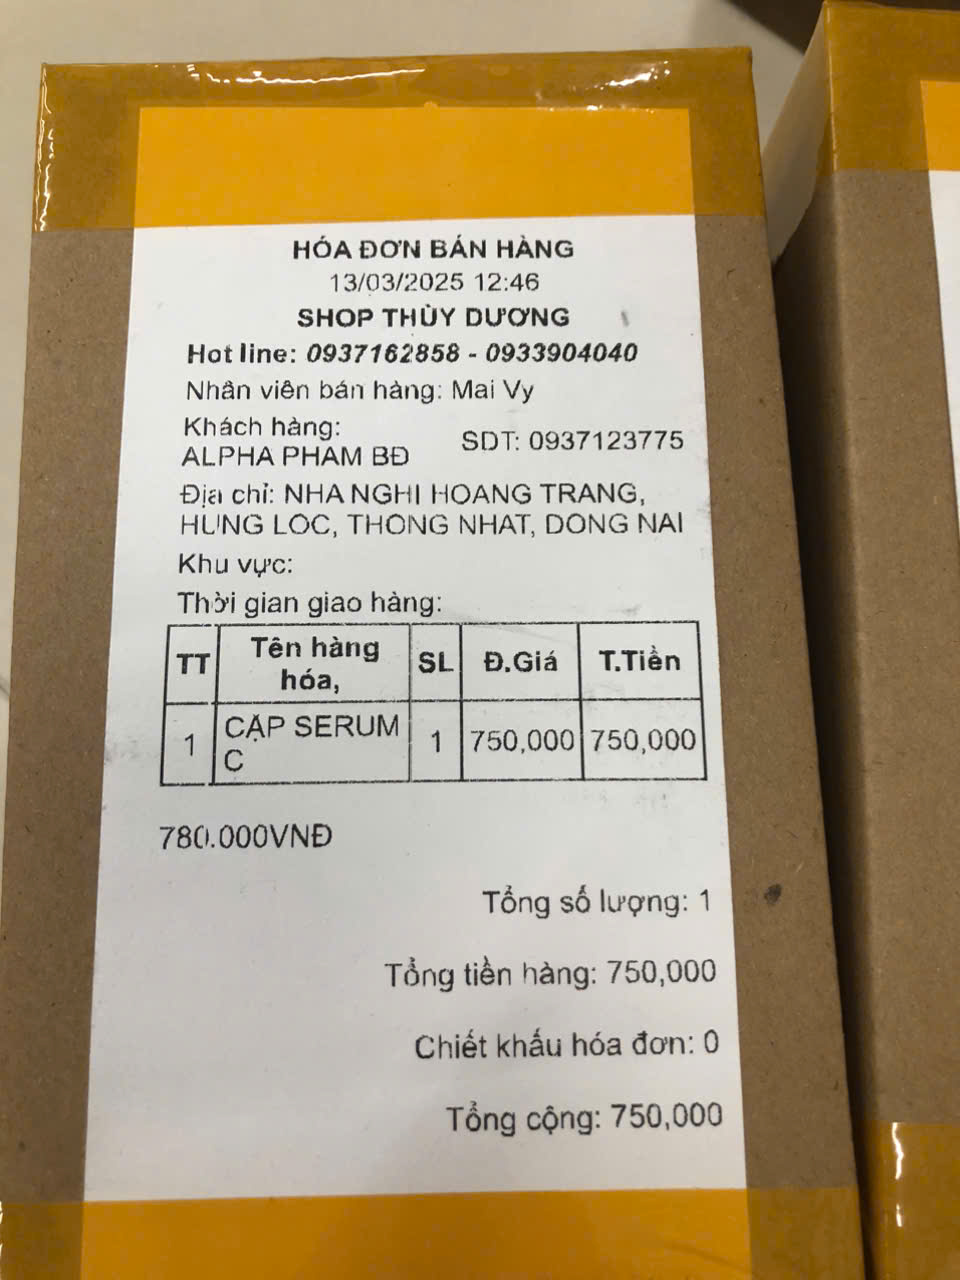 HÓA ĐƠN BÁN HÀNG
13/03/2025 12:46
SHOP THÙY DƯƠNG
Hot line: 0937162858 - 0933904040
Nhân viên bán hàng: Mai Vy
Khách hàng:
ALPHA PHAM BĐ
SDT: 0937123775
Địa chỉ: NHA NGHI HOANG TRANG,
HUNG LOC, THONG NHAT, DONG NAI
Khu vực:
Thời gian giao hàng:
TT Tên hàng hóa, SL Đ.Giá T.Tiền
1 CẶP SERUM C 1 750,000 750,000
780.000VNĐ
Tổng số lượng: 1
Tổng tiền hàng: 750,000
Chiết khấu hóa đơn: 0
Tổng cộng: 750,000